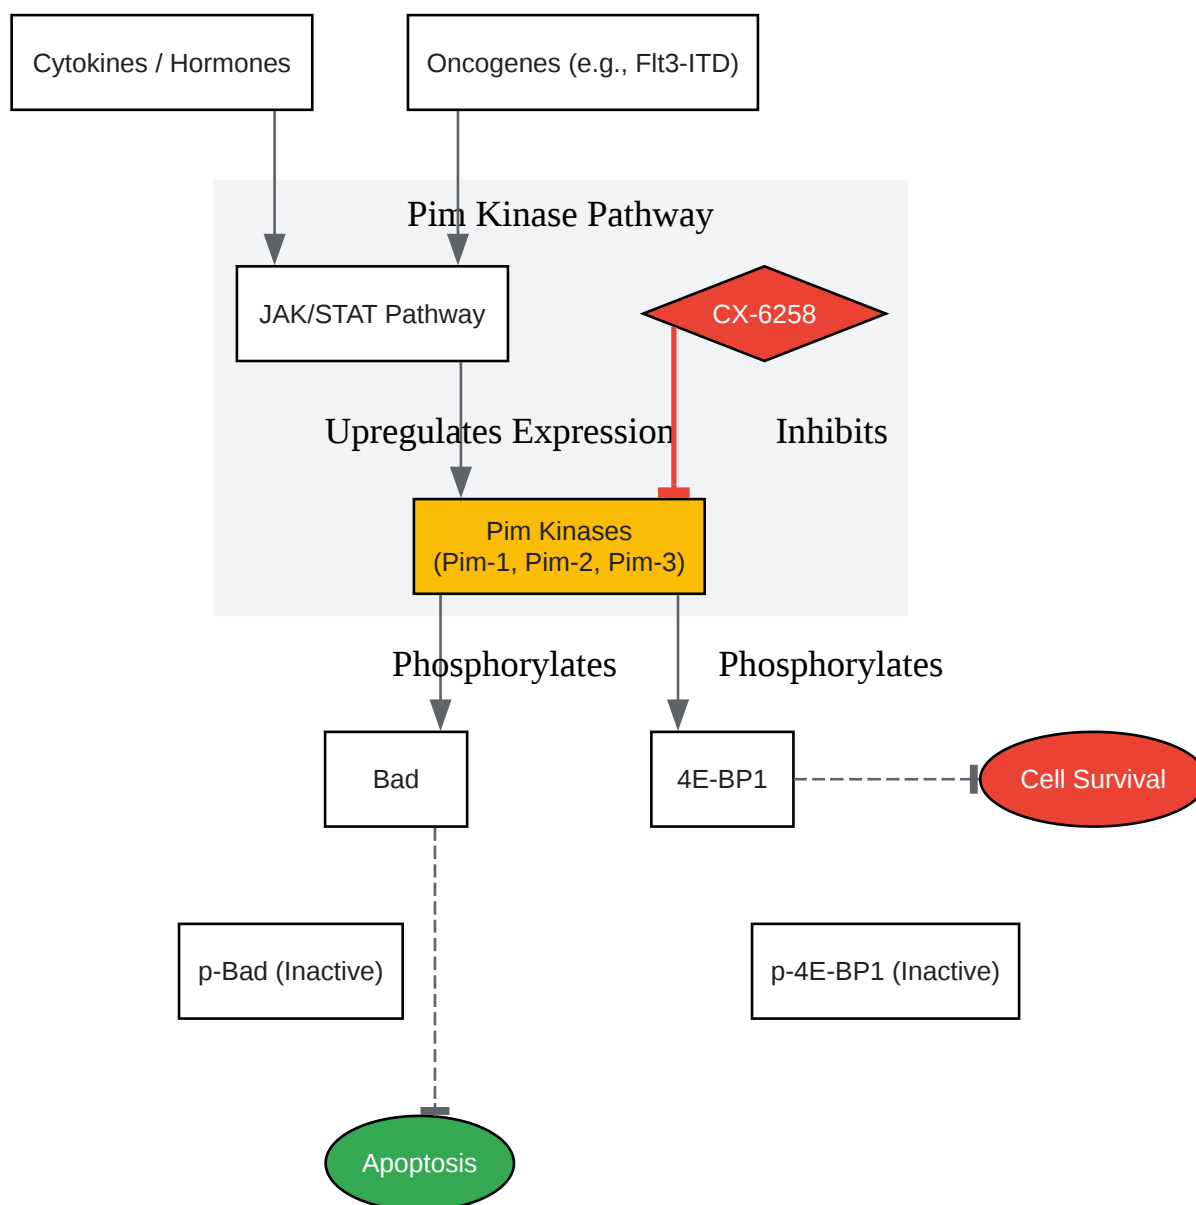 Cytokines / Hormones
Oncogenes (e.g., Flt3-ITD)
Pim Kinase Pathway
JAK/STAT Pathway
CX-6258
Upregulates Expression
Inhibits
Pim Kinases
(Pim-1, Pim-2, Pim-3)
Phosphorylates
Phosphorylates
Bad
4E-BP1
Cell Survival
p-Bad (Inactive)
p-4E-BP1 (Inactive)
Apoptosis